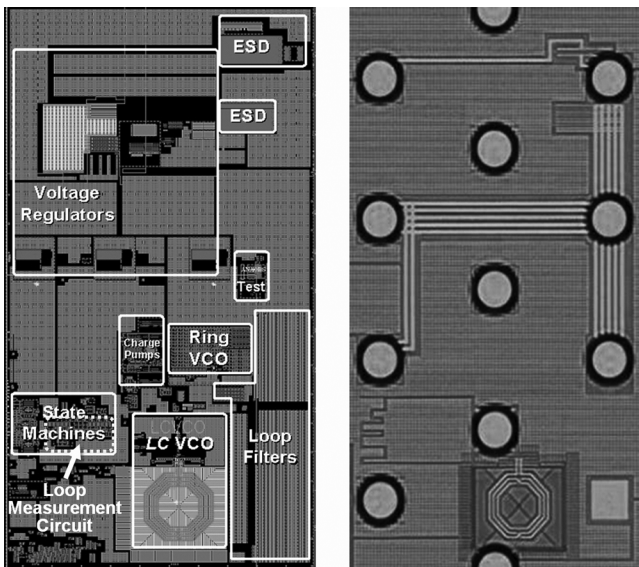 ESD
ESD
Voltage
Regulators
Test
Charge
Pumps
Ring
VCO
State
Machines
LC VCO
Loop
Filters
Loop
Measurement
Circuit